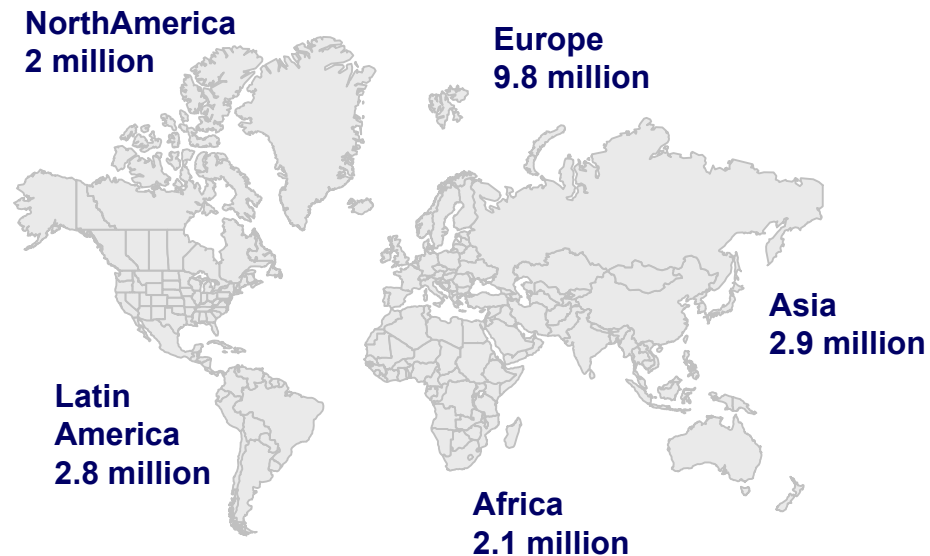 NorthAmerica
2 million
Europe
9.8 million
Asia
2.9 million
Latin
America
2.8 million
Africa
2.1 million